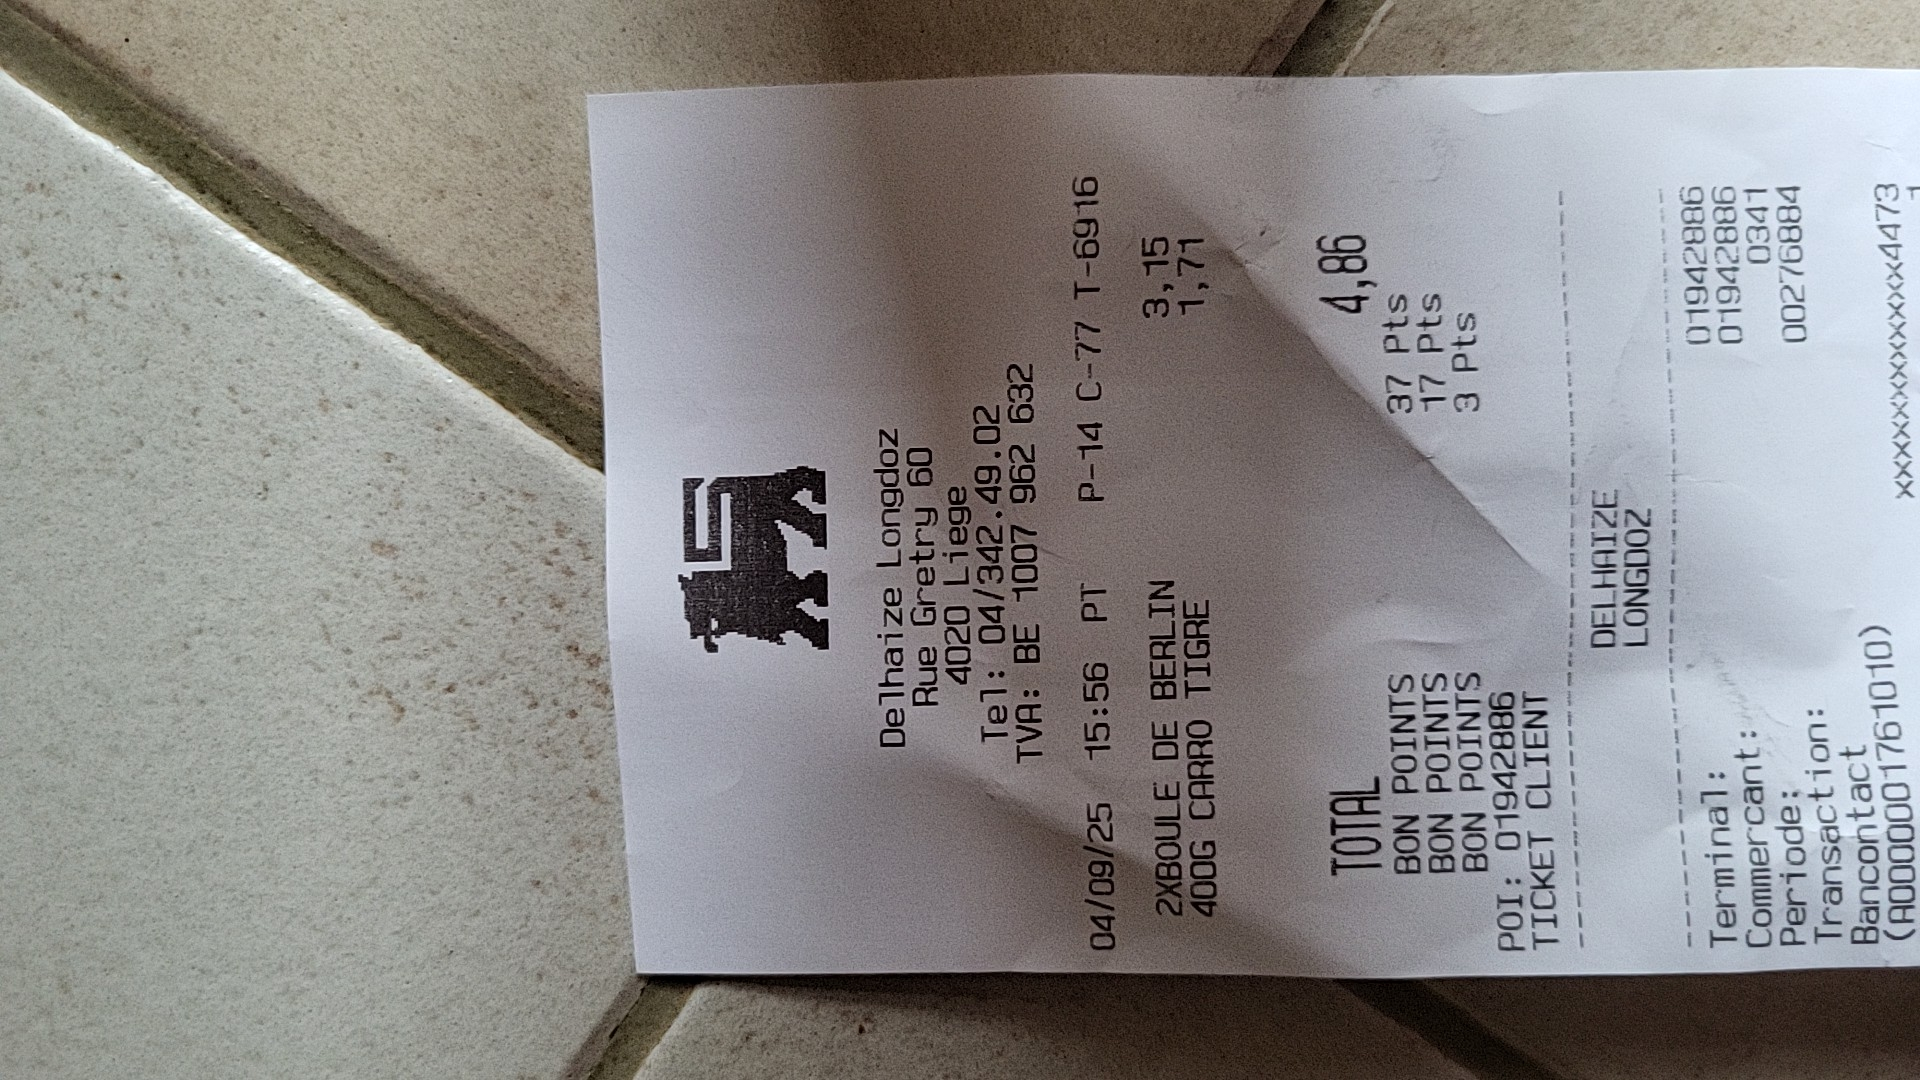 Delhaize Longdoz
Rue Gretry 60
4020 Liege
Tel: 04/342.49.02
TVA: BE 1007 962 632
04/09/25 15:56 PT P-14 C-77 T-6916
2XBOULE DE BERLIN 3,15
400G CARRO TIGRE 1,71
TOTAL 4,86
BON POINTS 37 Pts
BON POINTS 17 Pts
BON POINTS 3 Pts
POI: 01942886
TICKET CLIENT
DELHAIZE
LONGDOZ
Terminal: 01942886
Commercant: 01942886
Periode: 0341
Transaction: 00276884
Bancontact
(A000001761010) xxxxxxxxxxxxx4473